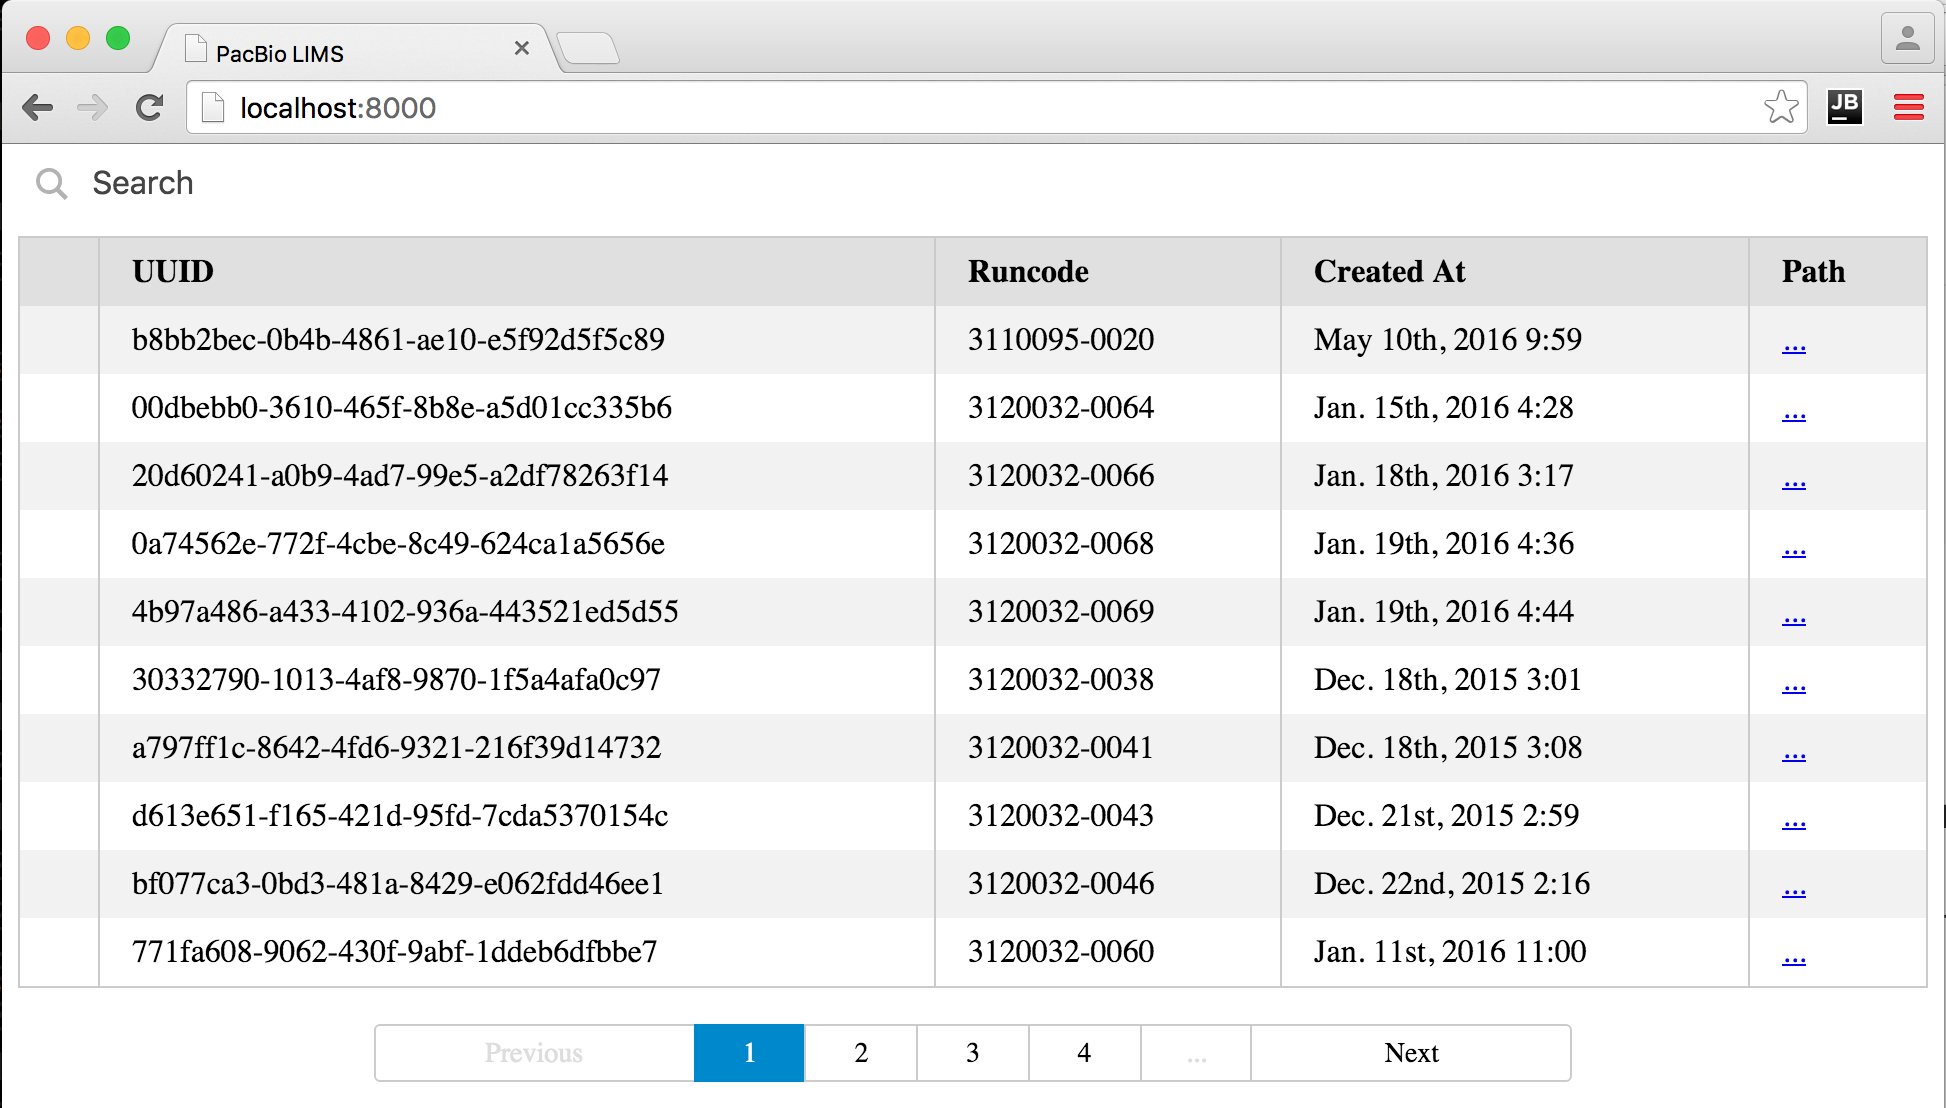 PacBio LIMS
localhost:8000
JB
Search
UUID Runcode Created At Path
b8bb2bec-0b4b-4861-ae10-e5f92d5f5c89 3110095-0020 May 10th, 2016 9:59 ...
00dbebb0-3610-465f-8b8e-a5d01cc335b6 3120032-0064 Jan. 15th, 2016 4:28 ...
20d60241-a0b9-4ad7-99e5-a2df78263f14 3120032-0066 Jan. 18th, 2016 3:17 ...
0a74562e-772f-4cbe-8c49-624ca1a5656e 3120032-0068 Jan. 19th, 2016 4:36 ...
4b97a486-a433-4102-936a-443521ed5d55 3120032-0069 Jan. 19th, 2016 4:44 ...
30332790-1013-4af8-9870-1f5a4afa0c97 3120032-0038 Dec. 18th, 2015 3:01 ...
a797ff1c-8642-4fd6-9321-216f39d14732 3120032-0041 Dec. 18th, 2015 3:08 ...
d613e651-f165-421d-95fd-7cda5370154c 3120032-0043 Dec. 21st, 2015 2:59 ...
bf077ca3-0bd3-481a-8429-e062fdd46ee1 3120032-0046 Dec. 22nd, 2015 2:16 ...
771fa608-9062-430f-9abf-1ddeb6dfbbe7 3120032-0060 Jan. 11st, 2016 11:00 ...
Previous 1 2 3 4 ... Next